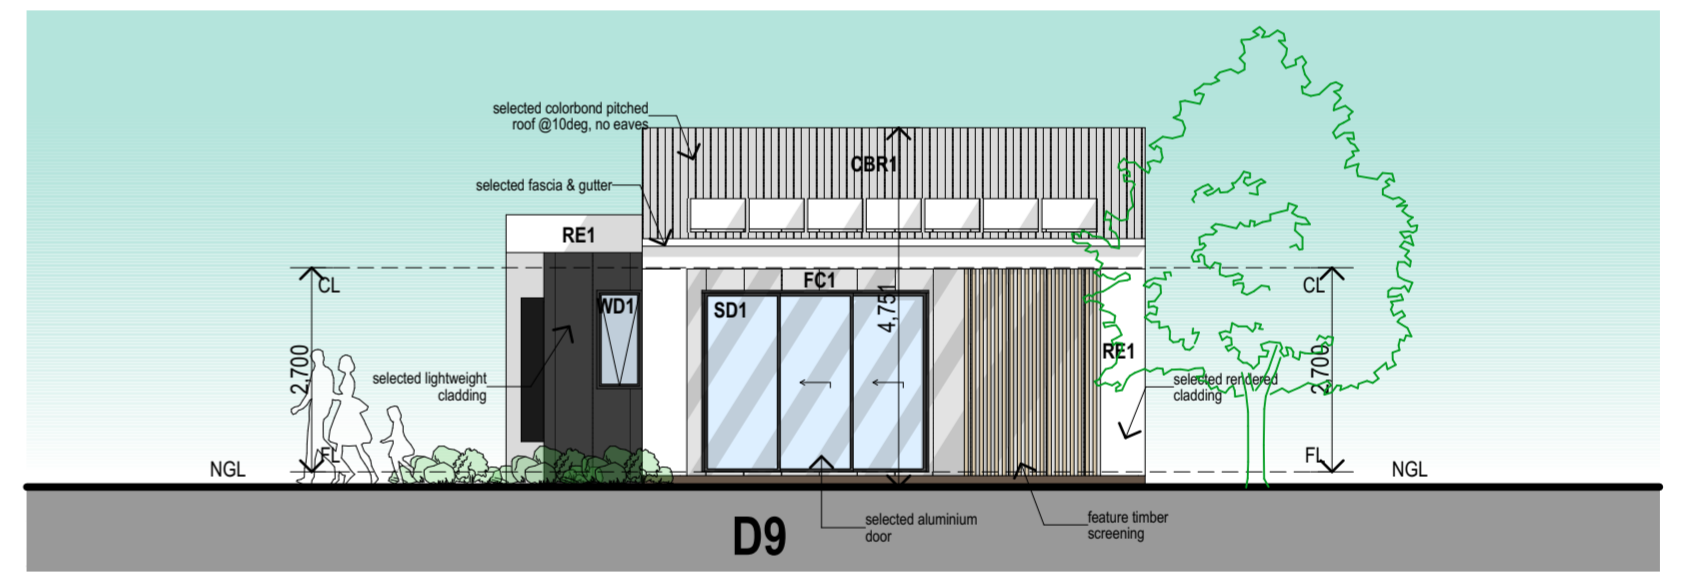 selected colorbond pitched
roof @10deg, no eaves
CBR1
selected fascia & gutter
RE1
CL
FC1
CL
WD1
SD1
4,751
RE1
2,700
selected lightweight
cladding
2,700
selected rendered
cladding
FL
FL
NGL
NGL
D9
selected aluminium
door
feature timber
screening